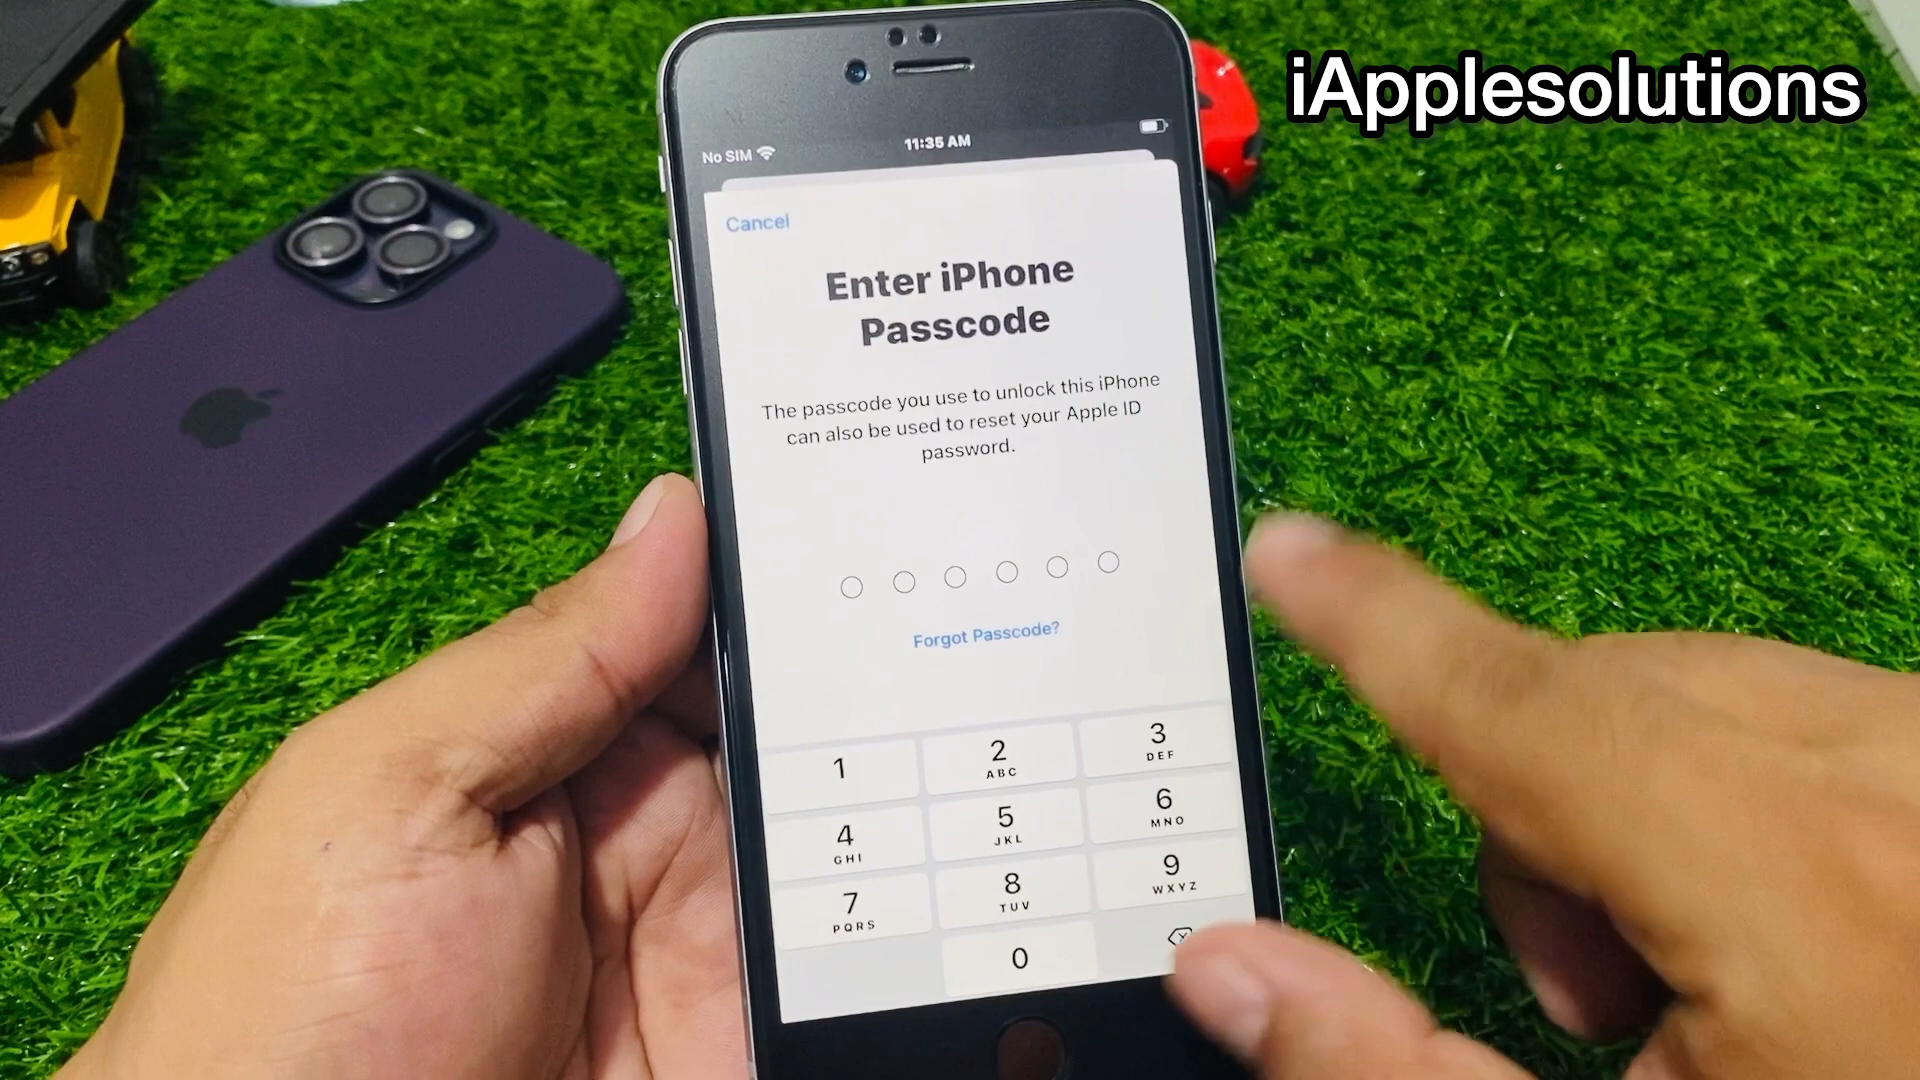 iApplesolutions
No SIM
11:35 AM
Cancel
Enter iPhone
Passcode
The passcode you use to unlock this iPhone
can also be used to reset your Apple ID
password.
Forgot Passcode?
1
2
ABC
3
DEF
4
GHI
5
JKL
6
MNO
7
PQRS
8
TUV
9
WXYZ
0